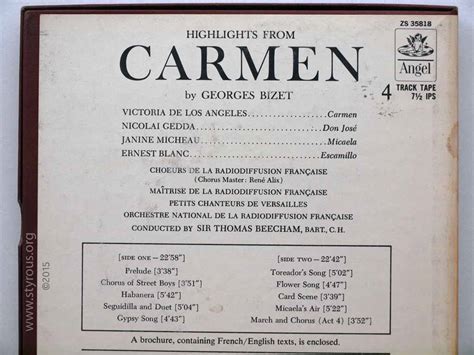 ZS 35818
Angel
4 TRACK TAPE
7½ IPS
HIGHLIGHTS FROM
CARMEN
by GEORGES BIZET
VICTORIA DE LOS ANGELES....................Carmen
NICOLAI GEDDA....................Don José
JANINE MICHEAU....................Micaela
ERNEST BLANC....................Escamillo
CHOEURS DE LA RADIODIFFUSION FRANÇAISE
(Chorus Master: René Alix)
MAÎTRISE DE LA RADIODIFFUSION FRANÇAISE
PETITS CHANTEURS DE VERSAILLES
ORCHESTRE NATIONAL DE LA RADIODIFFUSION FRANÇAISE
CONDUCTED BY SIR THOMAS BEECHAM, BART., C.H.
[SIDE ONE — 22'58"]
Prelude [3'38"]
Chorus of Street Boys [3'51"]
Habanera [5'42"]
Seguidilla and Duet [5'04"]
Gypsy Song [4'43"]
[SIDE TWO — 22'42"]
Toreador's Song [5'02"]
Flower Song [4'47"]
Card Scene [3'39"]
Micaela's Air [5'22"]
March and Chorus (Act 4) [3'52"]
A brochure, containing French/English texts, is enclosed.
www.styrous.org
©2015